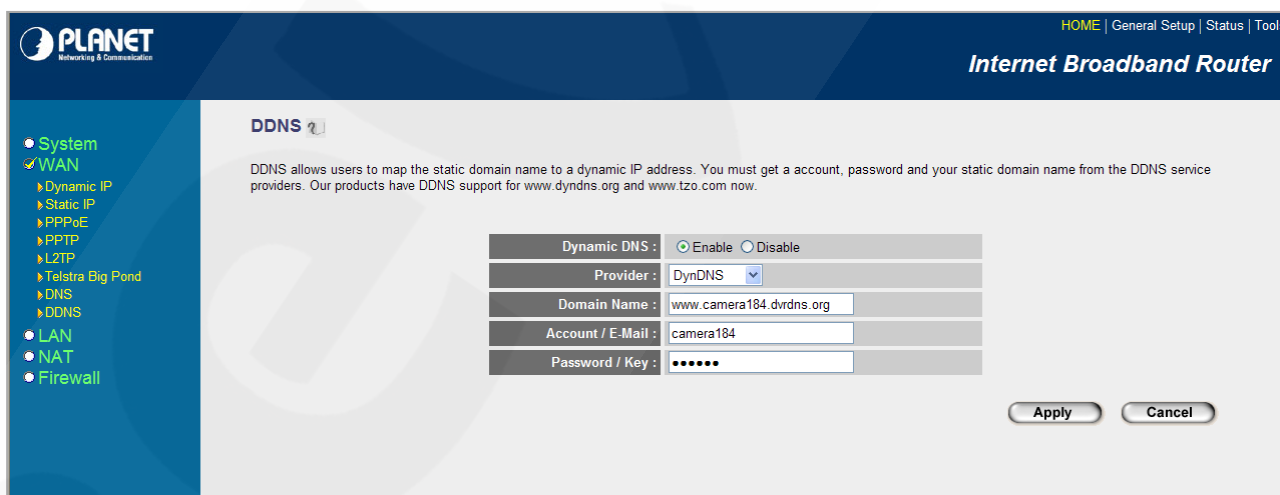 PLANET
Networking & Communication
HOME | General Setup | Status | Tools
Internet Broadband Router
System
WAN
Dynamic IP
Static IP
PPPoE
PPTP
L2TP
Telstra Big Pond
DNS
DDNS
LAN
NAT
Firewall
DDNS
DDNS allows users to map the static domain name to a dynamic IP address. You must get a account, password and your static domain name from the DDNS service
providers. Our products have DDNS support for www.dyndns.org and www.tzo.com now.
Dynamic DNS : Enable Disable
Provider : DynDNS
Domain Name : www.camera184.dvrdns.org
Account / E-Mail : camera184
Password / Key : ●●●●●●
Apply Cancel